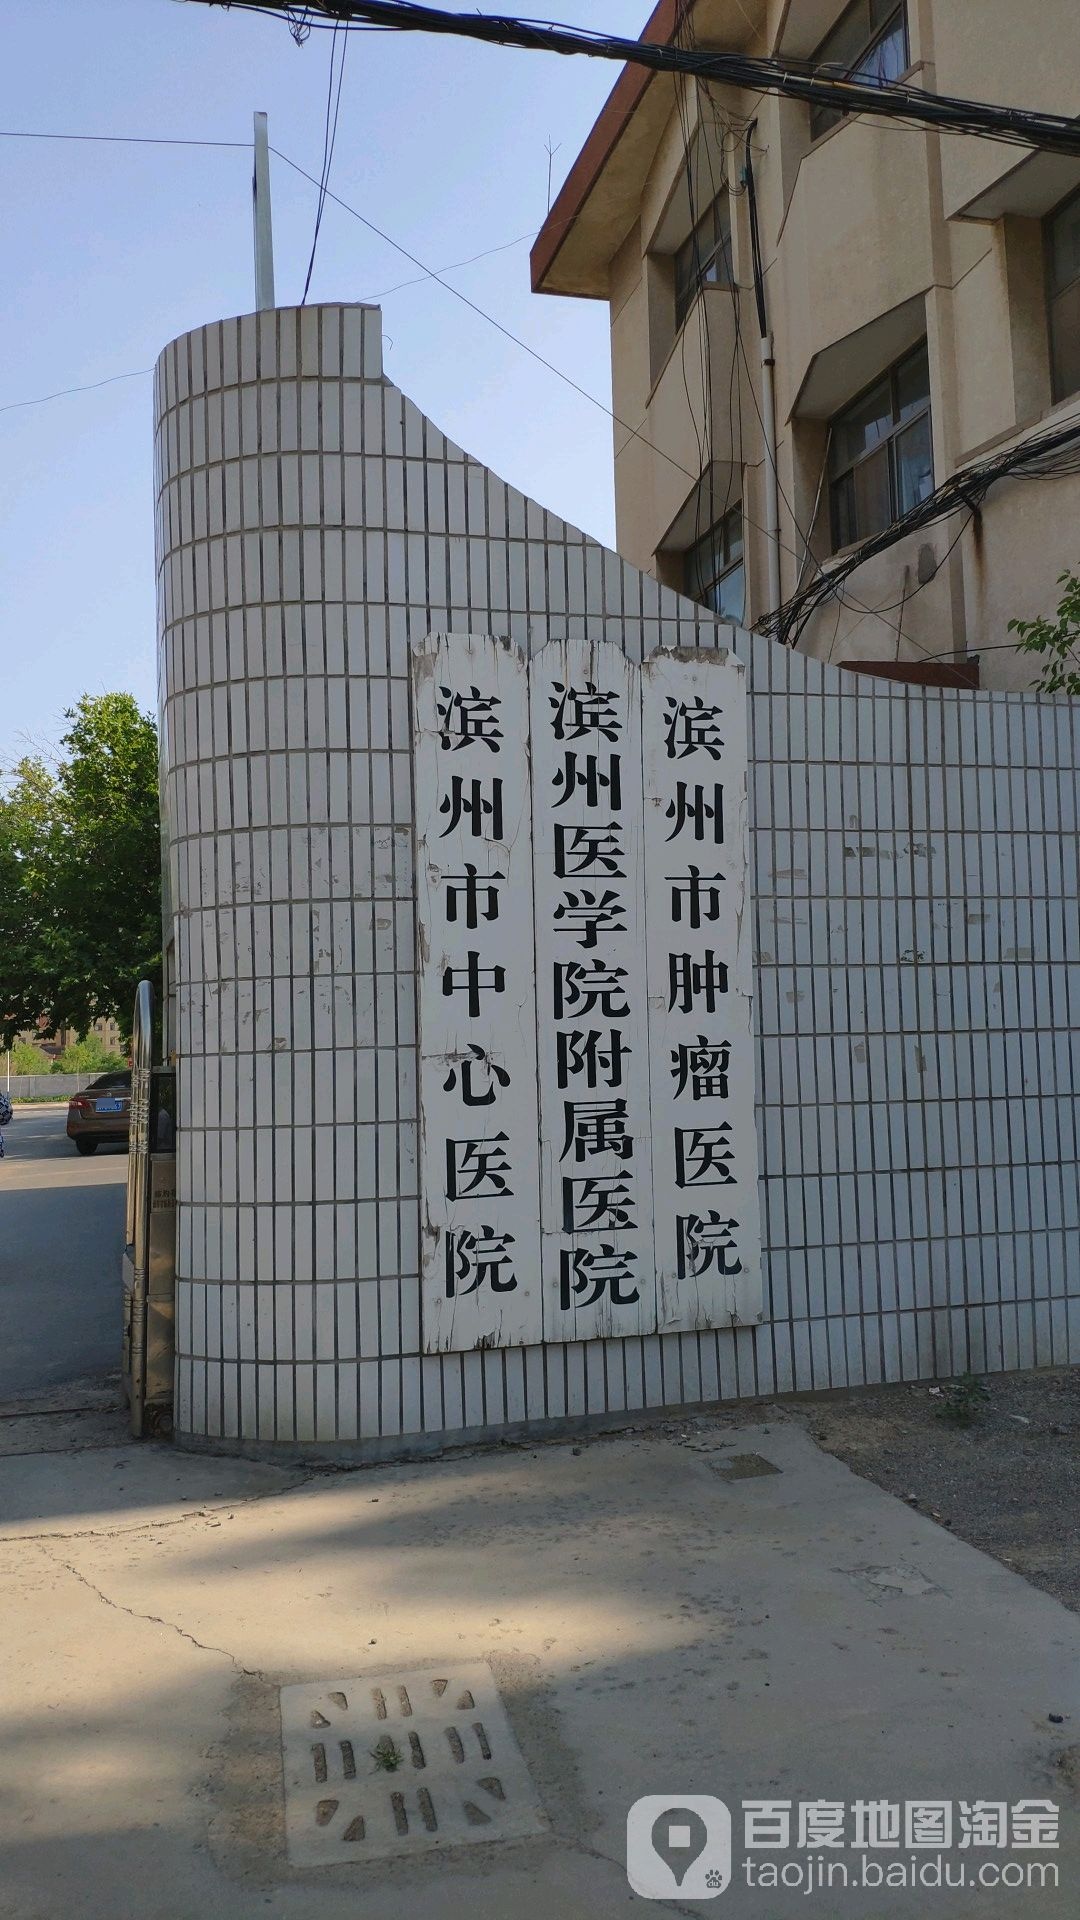 滨州市中心医院
滨州医学院附属医院
滨州市肿瘤医院
百度地图淘金
taojin.baidu.com